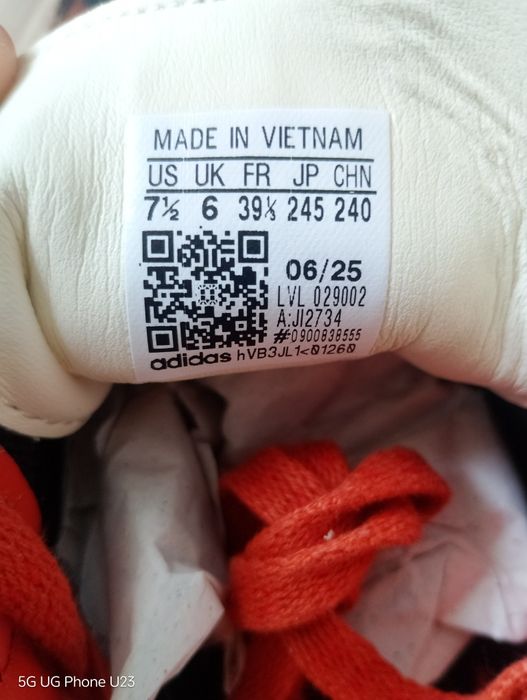 MADE IN VIETNAM
US UK FR JP CHN
7½ 6 39⅓ 245 240
06/25
LVL 029002
A:JI2734
#0900838555
adidas hVB3JL1<01260
5G UG Phone U23